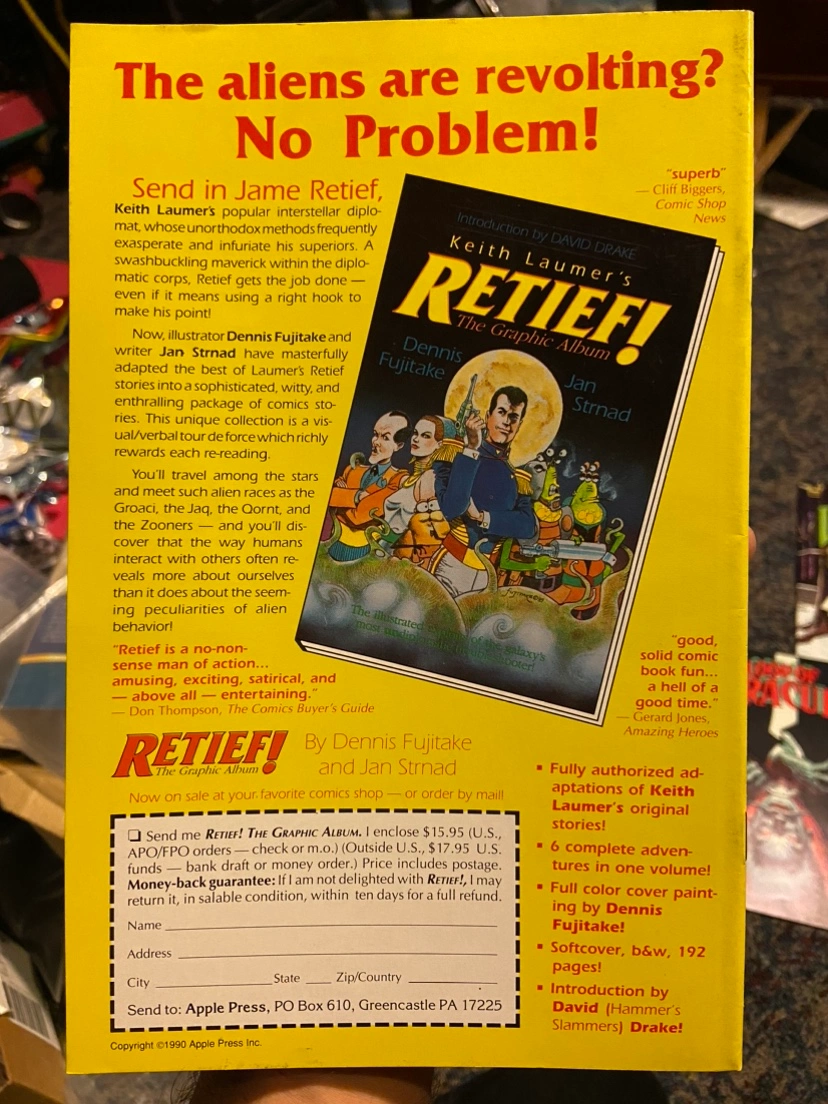 The aliens are revolting?
No Problem!
Send in Jame Retief,
Keith Laumer's popular interstellar diplo-
mat, whose unorthodox methods frequently
exasperate and infuriate his superiors. A
swashbuckling maverick within the diplo-
matic corps, Retief gets the job done —
even if it means using a right hook to
make his point!
Now, illustrator Dennis Fujitake and
writer Jan Strnad have masterfully
adapted the best of Laumer's Retief
stories into a sophisticated, witty, and
enthralling package of comics sto-
ries. This unique collection is a vis-
ual/verbal tour de force which richly
rewards each re-reading.
You'll travel among the stars
and meet such alien races as the
Groaci, the Jaq, the Qornt, and
the Zooners — and you'll dis-
cover that the way humans
interact with others often re-
veals more about ourselves
than it does about the seem-
ing peculiarities of alien
behavior!
"Retief is a no-non-
sense man of action...
amusing, exciting, satirical, and
— above all — entertaining."
— Don Thompson, The Comics Buyer's Guide
"superb"
— Cliff Biggers,
Comic Shop
News
Introduction by DAVID DRAKE
Keith Laumer's
RETIEF!
The Graphic Album
Dennis
Fujitake
Jan
Strnad
The illustrated of the galaxy's
most
"good,
solid comic
book fun...
a hell of a
good time."
— Gerard Jones,
Amazing Heroes
RETIEF!
The Graphic Album
By Dennis Fujitake
and Jan Strnad
Now on sale at your favorite comics shop — or order by mail!
❑ Send me RETIEF! THE GRAPHIC ALBUM. I enclose $15.95 (U.S.,
APO/FPO orders — check or m.o.) (Outside U.S., $17.95 U.S.
funds — bank draft or money order.) Price includes postage.
Money-back guarantee: If I am not delighted with RETIEF!, I may
return it, in salable condition, within ten days for a full refund.
Name
Address
City State Zip/Country
Send to: Apple Press, PO Box 610, Greencastle PA 17225
▪ Fully authorized ad-
aptations of Keith
Laumer's original
stories!
▪ 6 complete adven-
tures in one volume!
▪ Full color cover paint-
ing by Dennis
Fujitake!
▪ Softcover, b&w, 192
pages!
▪ Introduction by
David (Hammer's
Slammers) Drake!
Copyright ©1990 Apple Press Inc.